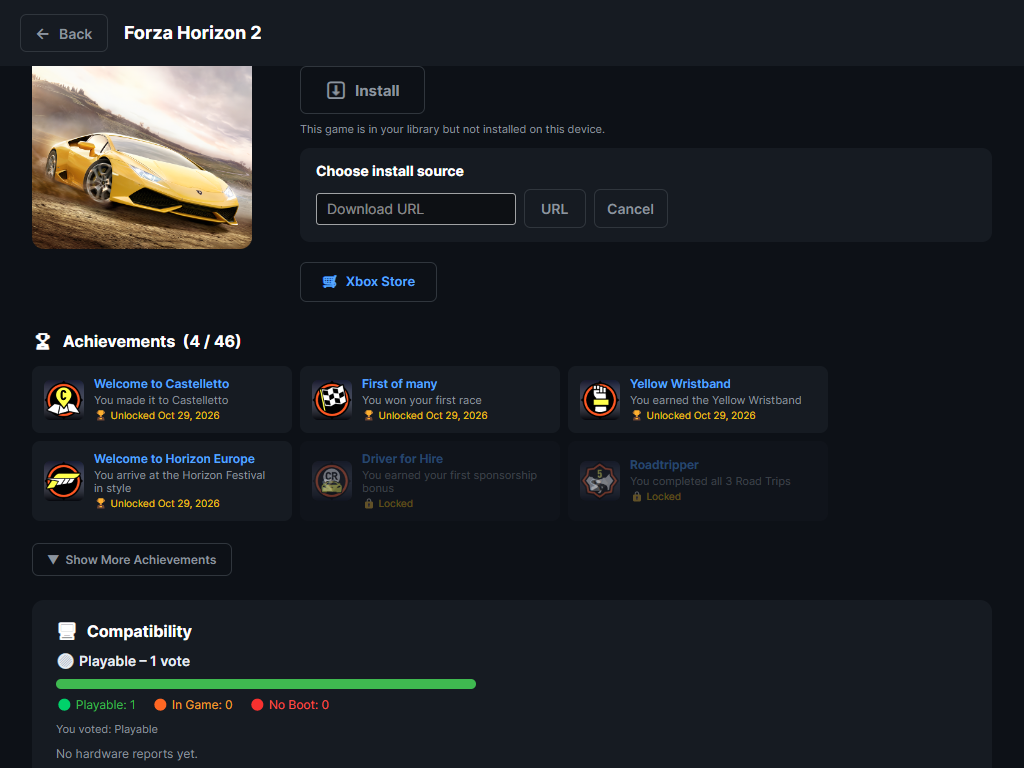 Back
Forza Horizon 2
Install
This game is in your library but not installed on this device.
Choose install source
Download URL
URL
Cancel
Xbox Store
Achievements (4 / 46)
Welcome to Castelletto
You made it to Castelletto
Unlocked Oct 29, 2026
First of many
You won your first race
Unlocked Oct 29, 2026
Yellow Wristband
You earned the Yellow Wristband
Unlocked Oct 29, 2026
Welcome to Horizon Europe
You arrive at the Horizon Festival
in style
Unlocked Oct 29, 2026
CR
Driver for Hire
You earned your first sponsorship
bonus
Locked
5
Roadtripper
You completed all 3 Road Trips
Locked
▼ Show More Achievements
Compatibility
Playable – 1 vote
Playable: 1
In Game: 0
No Boot: 0
You voted: Playable
No hardware reports yet.